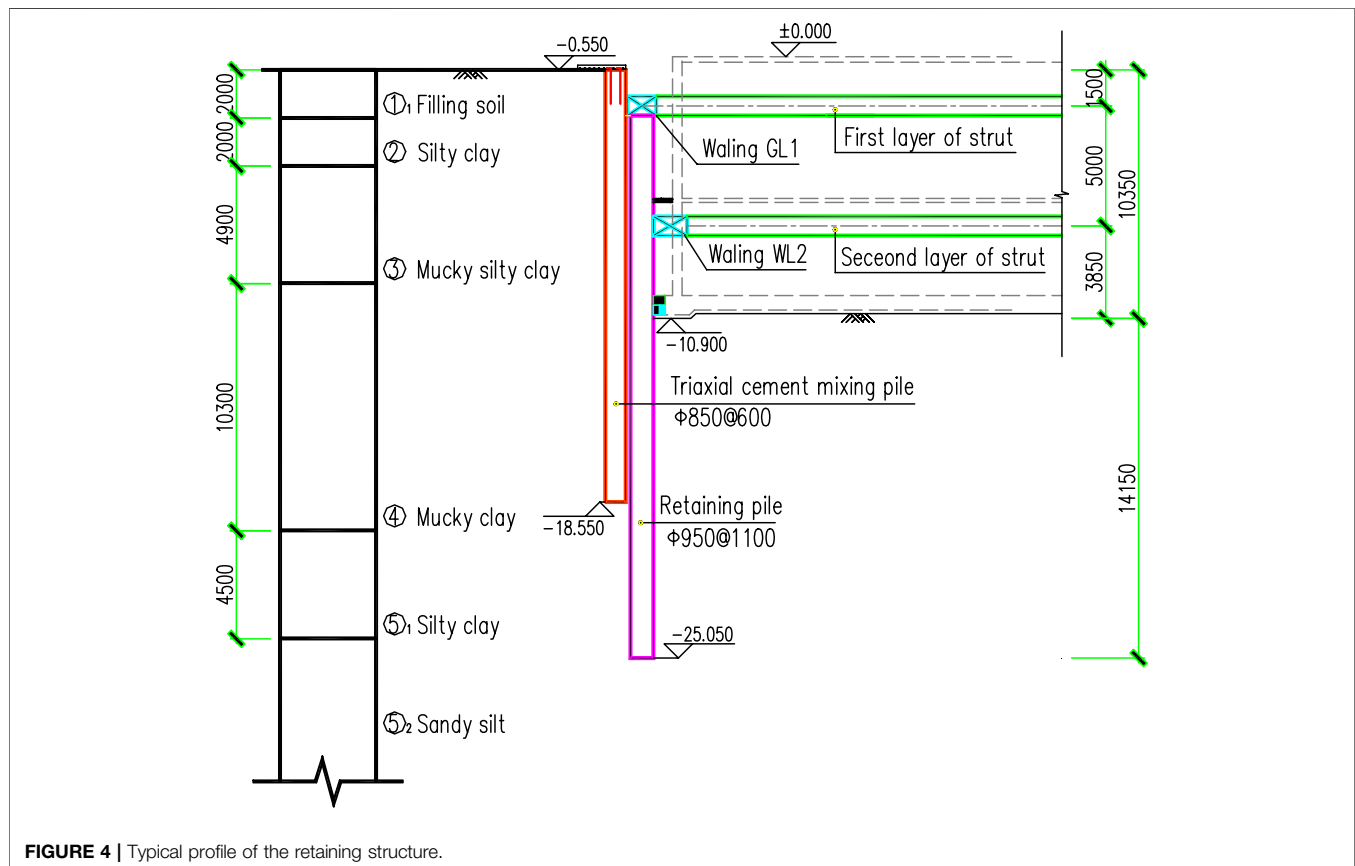 ±0.000
-0.550
2000
①₁ Filling soil
1500
First layer of strut
Waling GL1
2000
② Silty clay
5000
10350
4900
Waling WL2
Seceond layer of strut
③ Mucky silty clay
3850
-10.900
Triaxial cement mixing pile
Φ850@600
10300
14150
Retaining pile
Φ950@1100
④ Mucky clay
-18.550
4500
⑤₁ Silty clay
-25.050
⑤₂ Sandy silt
FIGURE 4 | Typical profile of the retaining structure.